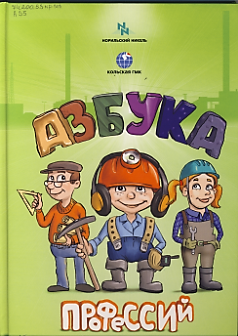 НОРИЛЬСКИЙ НИКЕЛЬ
КОЛЬСКАЯ ГМК
АЗБУКА
ПРОФЕССИЙ